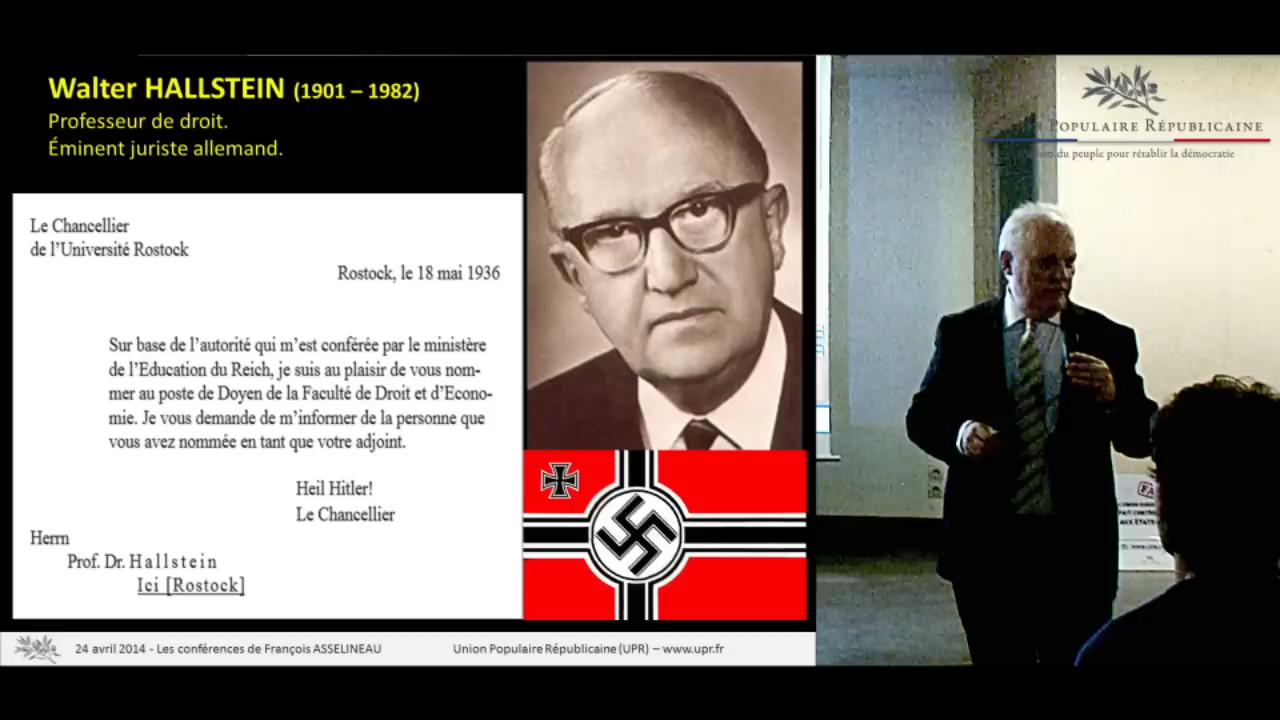 Walter HALLSTEIN (1901 – 1982)
Professeur de droit.
Éminent juriste allemand.
Le Chancellier
de l'Université Rostock
Rostock, le 18 mai 1936
Sur base de l'autorité qui m'est conférée par le ministère
de l'Education du Reich, je suis au plaisir de vous nom-
mer au poste de Doyen de la Faculté de Droit et d'Econo-
mie. Je vous demande de m'informer de la personne que
vous avez nommée en tant que votre adjoint.
Heil Hitler!
Le Chancellier
Herrn
Prof. Dr. Hallstein
Ici [Rostock]
24 avril 2014 - Les conférences de François ASSELINEAU
Union Populaire Républicaine (UPR) – www.upr.fr
POPULAIRE RÉPUBLICAINE
du peuple pour rétablir la démocratie
AUX ÉTATS